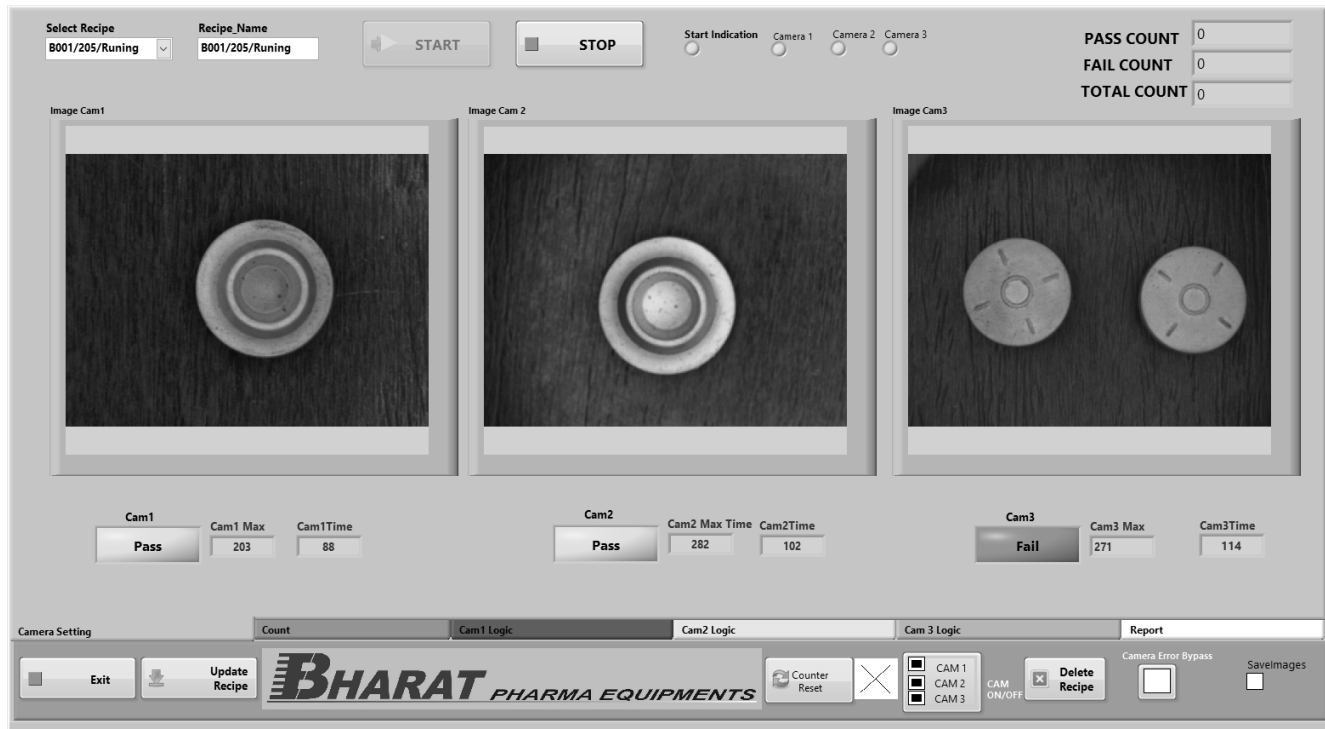 Select Recipe
Recipe_Name
B001/205/Runing
B001/205/Runing
START
STOP
Start Indication
Camera 1
Camera 2
Camera 3
PASS COUNT
0
FAIL COUNT
0
TOTAL COUNT
0
Image Cam1
Image Cam 2
Image Cam3
Cam1
Pass
Cam1 Max
203
Cam1Time
88
Cam2
Pass
Cam2 Max Time
282
Cam2Time
102
Cam3
Fail
Cam3 Max
271
Cam3Time
114
Camera Setting
Count
Cam1 Logic
Cam2 Logic
Cam 3 Logic
Report
Exit
Update
Recipe
BHARAT PHARMA EQUIPMENTS
Counter
Reset
CAM 1
CAM 2
CAM 3
CAM
ON/OFF
Delete
Recipe
Camera Error Bypass
SaveImages